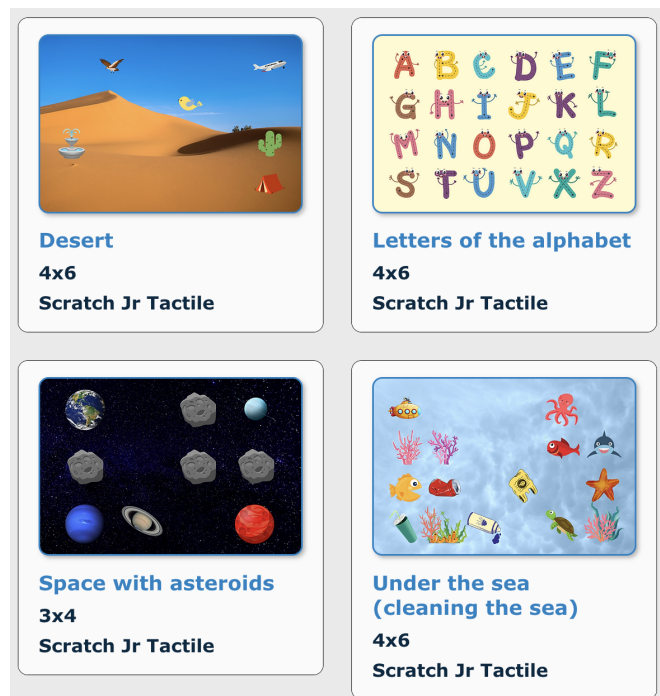 Desert
4x6
Scratch Jr Tactile
A B C D E F
G H I J K L
M N O P Q R
S T U V X Z
Letters of the alphabet
4x6
Scratch Jr Tactile
Space with asteroids
3x4
Scratch Jr Tactile
Under the sea
(cleaning the sea)
4x6
Scratch Jr Tactile